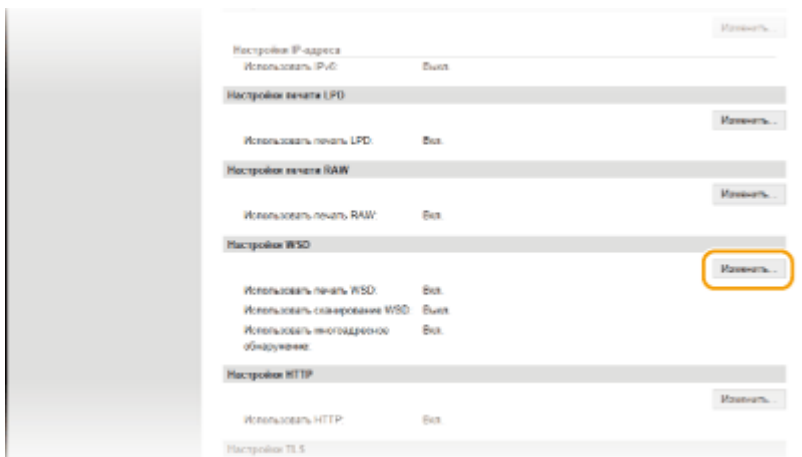 Изменить...
Настройки IP-адреса
Использовать IPv6: Выкл.
Настройки печати LPD
Изменить...
Использовать печать LPD: Вкл.
Настройки печати RAW
Изменить...
Использовать печать RAW: Вкл.
Настройки WSD
Изменить...
Использовать печать WSD: Вкл.
Использовать сканирование WSD: Выкл.
Использовать многоадресное Вкл.
обнаружение:
Настройки HTTP
Изменить...
Использовать HTTP: Вкл.
Настройки TLS